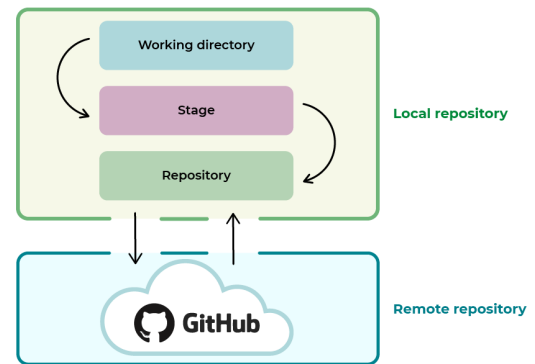 Working directory
Stage
Local repository
Repository
GitHub
Remote repository